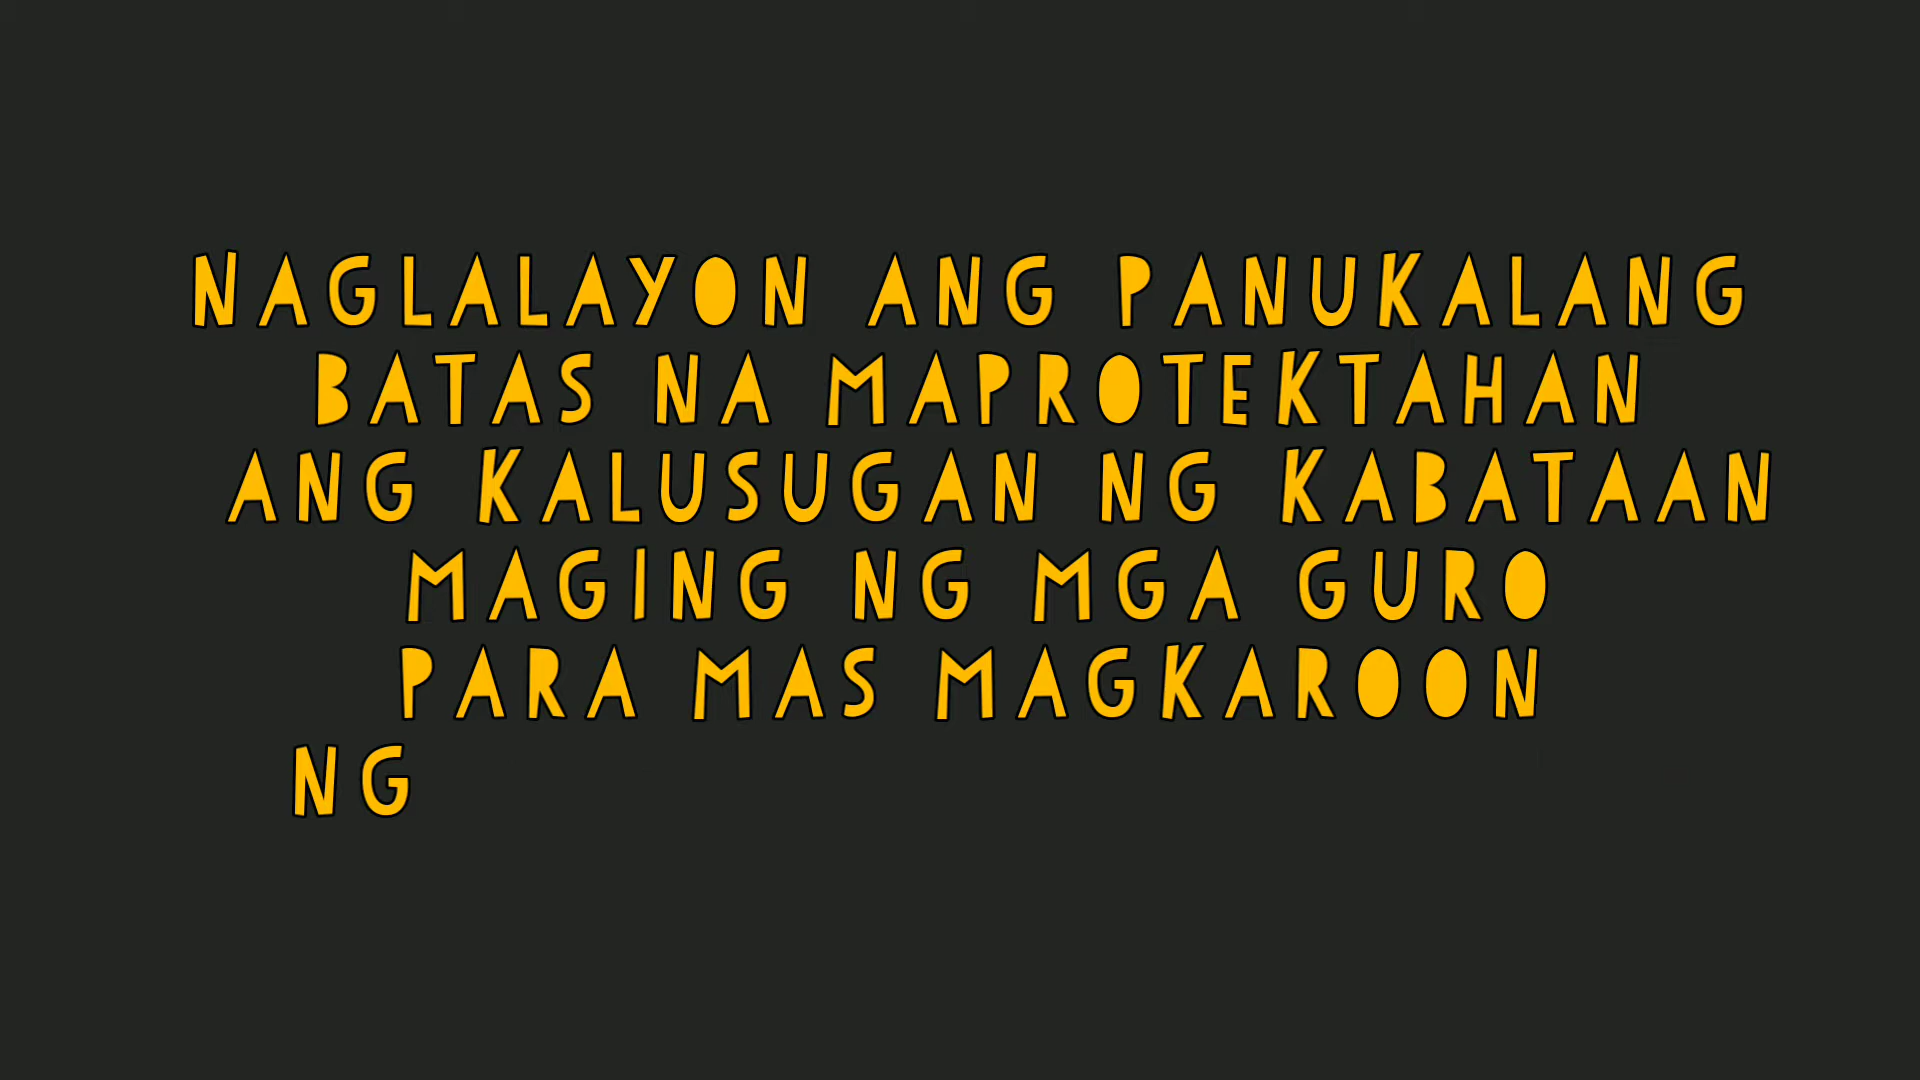 NAGLALAYON ANG PANUKALANG
BATAS NA MAPROTEKTAHAN
ANG KALUSUGAN NG KABATAAN
MAGING NG MGA GURO
PARA MAS MAGKAROON
NG